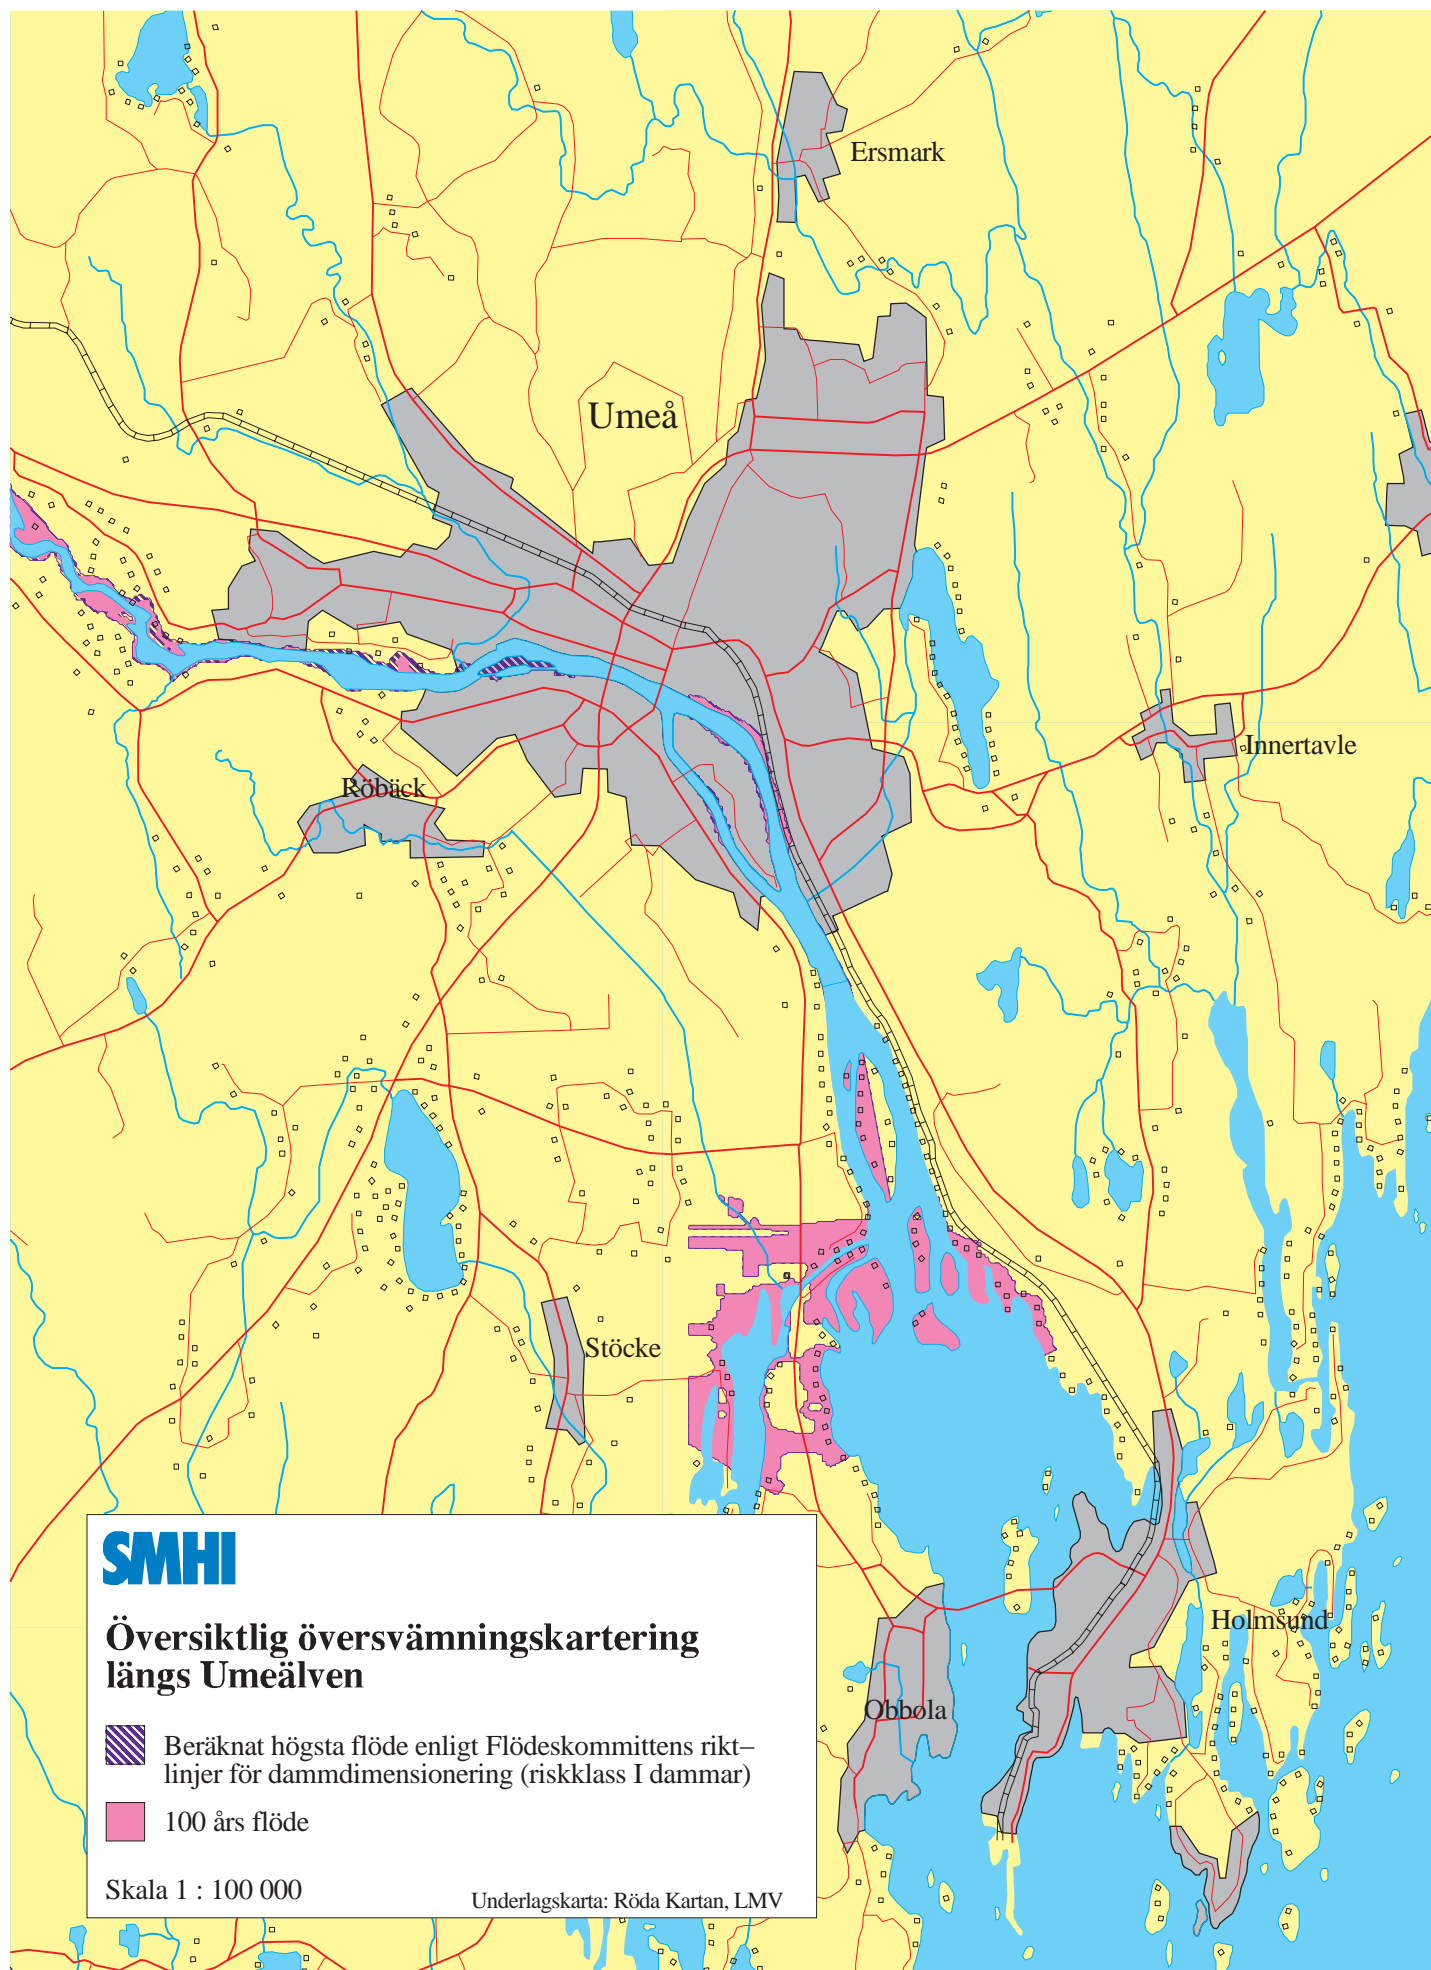 Ersmark
Umeå
Innertavle
Röbäck
Stöcke
Holmsund
Obbola
SMHI
Översiktlig översvämningskartering
längs Umeälven
Beräknat högsta flöde enligt Flödeskommittens rikt–
linjer för dammdimensionering (riskklass I dammar)
100 års flöde
Skala 1 : 100 000
Underlagskarta: Röda Kartan, LMV